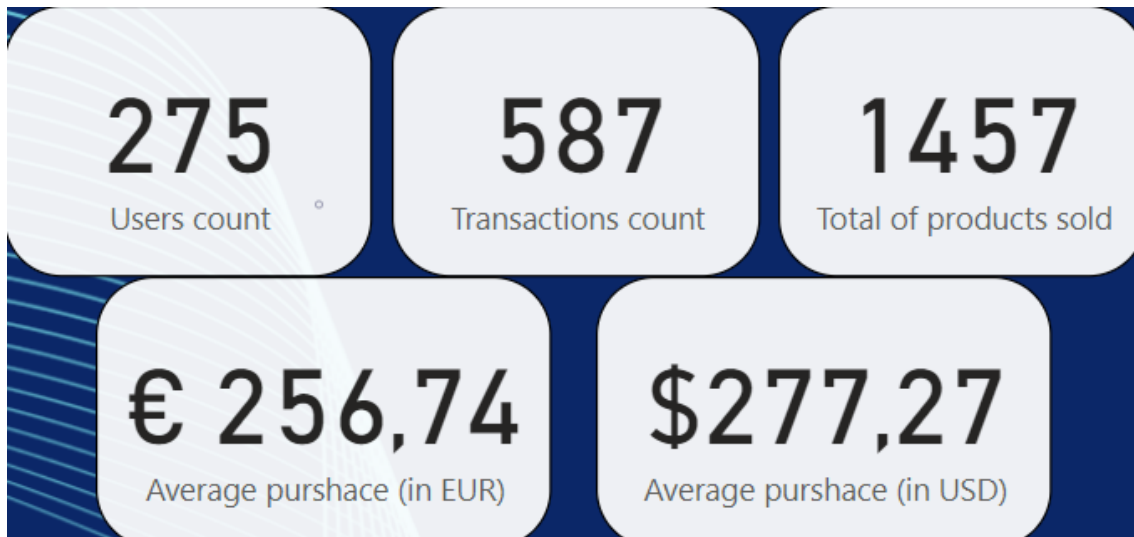 275 587 1457
Users count Transactions count Total of products sold
€ 256,74 $277,27
Average purshace (in EUR) Average purshace (in USD)